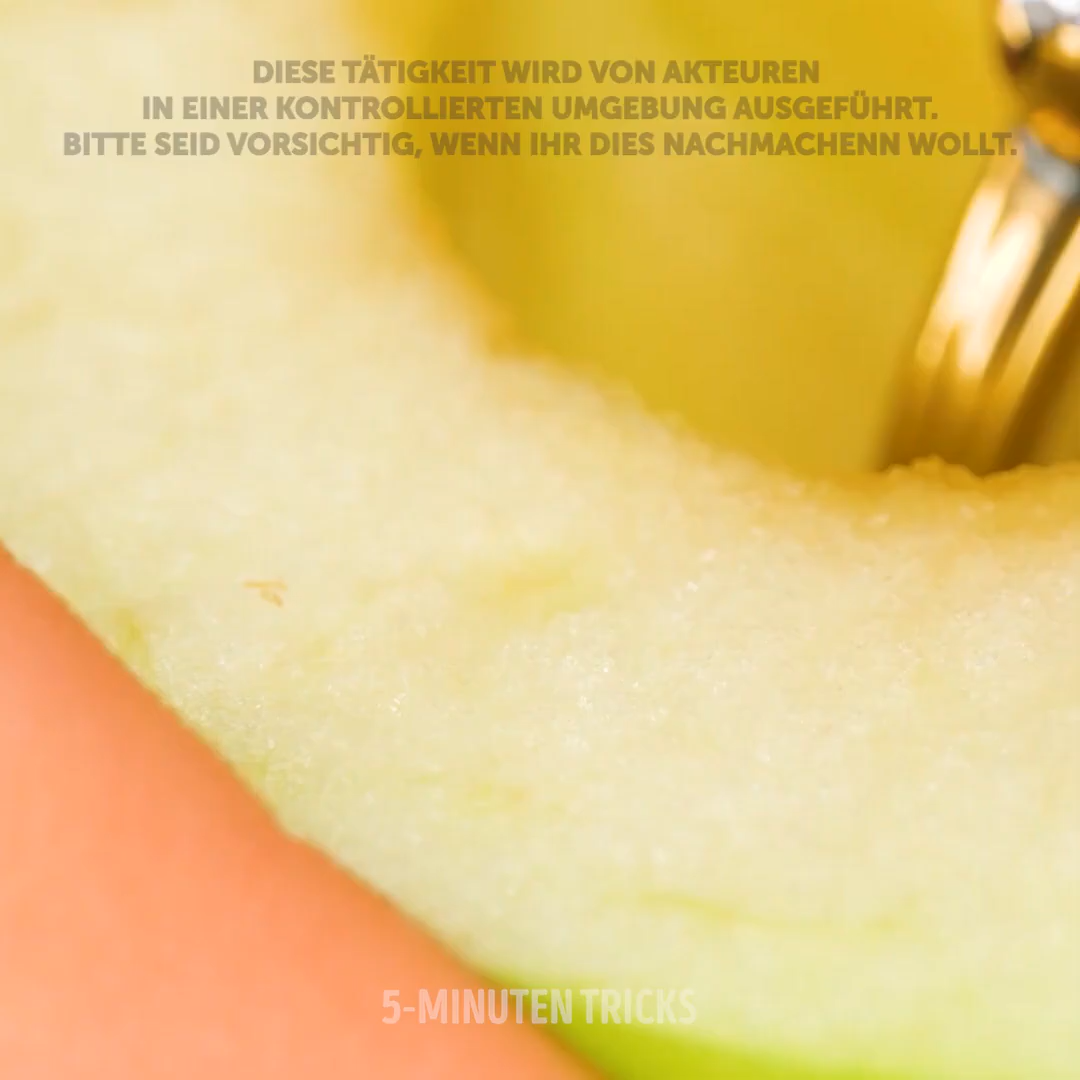 DIESE TÄTIGKEIT WIRD VON AKTEUREN
IN EINER KONTROLLIERTEN UMGEBUNG AUSGEFÜHRT.
BITTE SEID VORSICHTIG, WENN IHR DIES NACHMACHENN WOLLT.
5-MINUTEN TRICKS